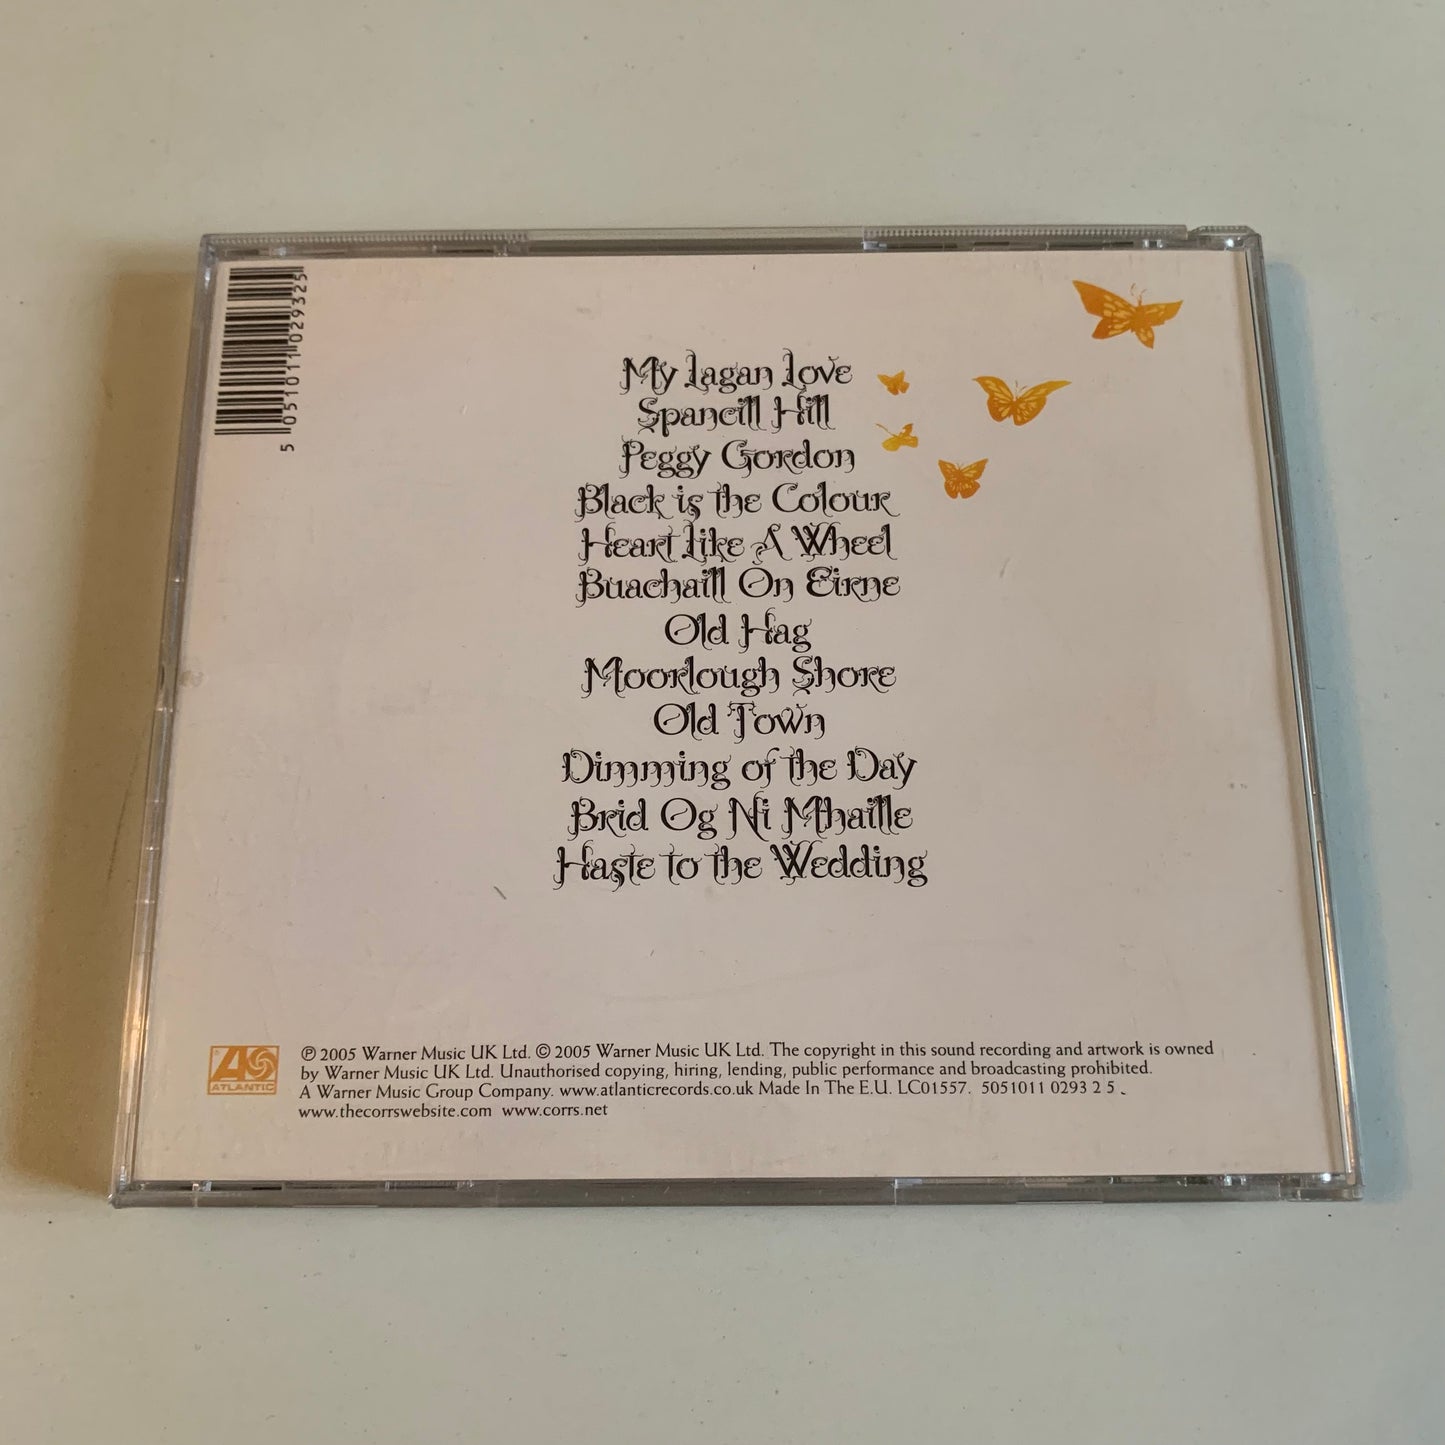 5 051011 029325
My Lagan Love
Spancill Hill
Peggy Gordon
Black is the Colour
Heart Like A Wheel
Buachaill Ón Eirne
Old Hag
Moorlough Shore
Old Town
Dimming of the Day
Brid Og Ni Mhaille
Haste to the Wedding
ATLANTIC
℗ 2005 Warner Music UK Ltd. © 2005 Warner Music UK Ltd. The copyright in this sound recording and artwork is owned
by Warner Music UK Ltd. Unauthorised copying, hiring, lending, public performance and broadcasting prohibited.
A Warner Music Group Company. www.atlanticrecords.co.uk Made In The E.U. LC01557. 5051011 0293 2 5
www.thecorrswebsite.com www.corrs.net